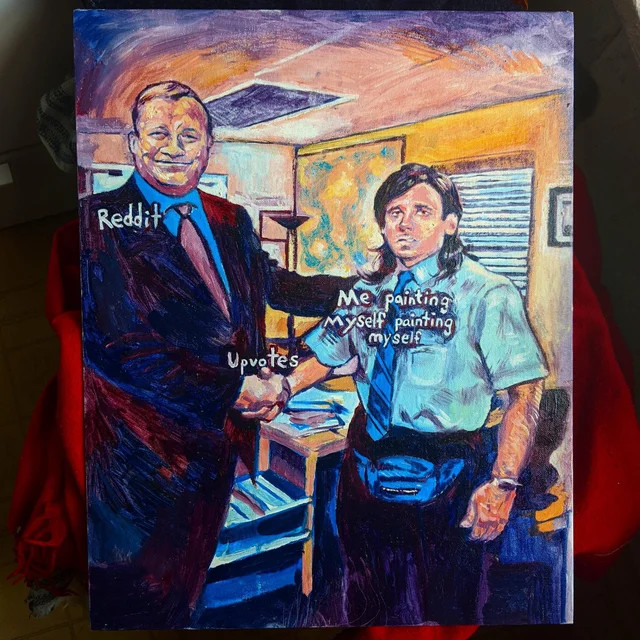 Reddit
Me painting
Myself painting
myself
Upvotes